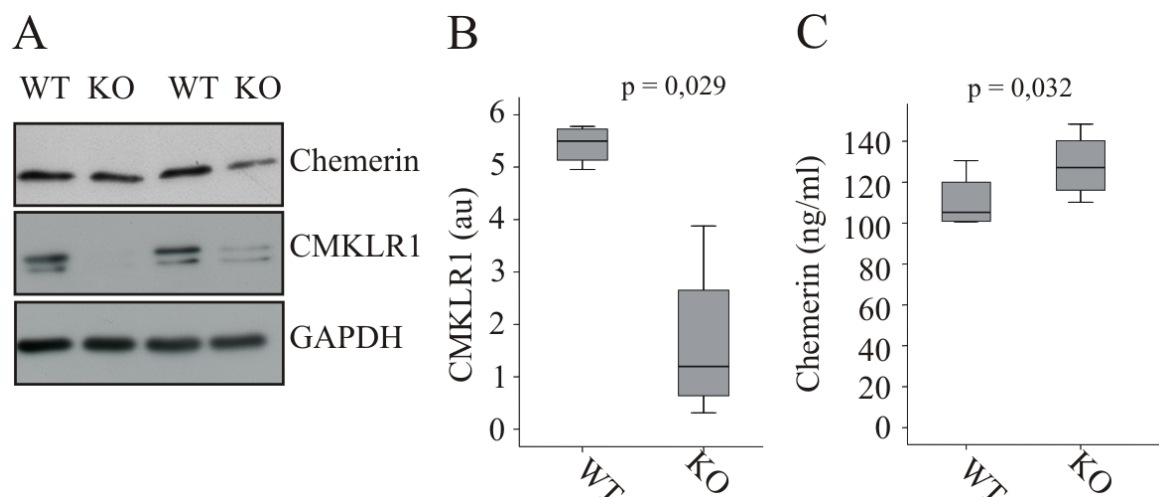 A
WT KO WT KO
Chemerin
CMKLR1
GAPDH
B
p = 0,029
CMKLR1 (au)
6
5
4
3
2
1
0
WT
KO
C
p = 0,032
Chemerin (ng/ml)
140
120
100
80
60
40
20
0
WT
KO